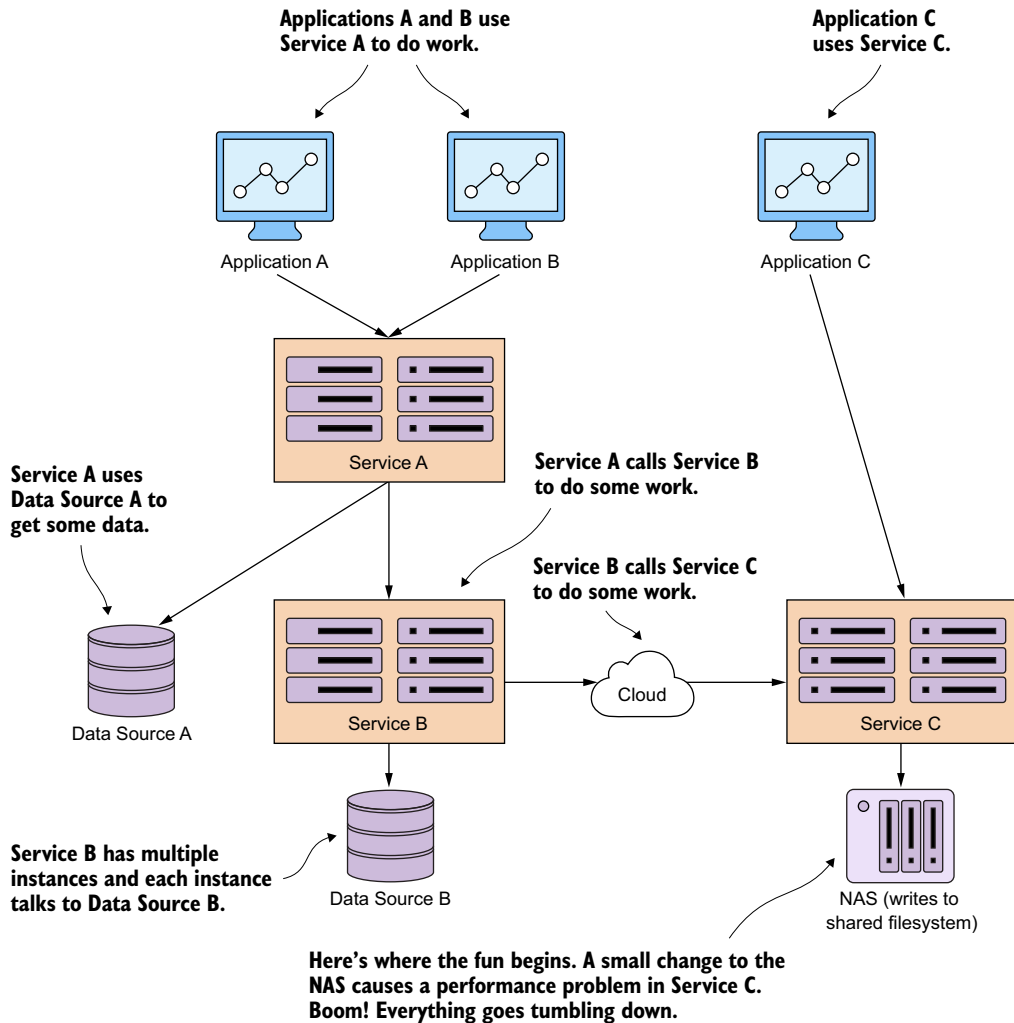 Applications A and B use
Service A to do work.
Application C
uses Service C.
Application A
Application B
Application C
Service A
Service A uses
Data Source A to
get some data.
Service A calls Service B
to do some work.
Service B calls Service C
to do some work.
Data Source A
Service B
Cloud
Service C
Service B has multiple
instances and each instance
talks to Data Source B.
Data Source B
NAS (writes to
shared filesystem)
Here's where the fun begins. A small change to the
NAS causes a performance problem in Service C.
Boom! Everything goes tumbling down.